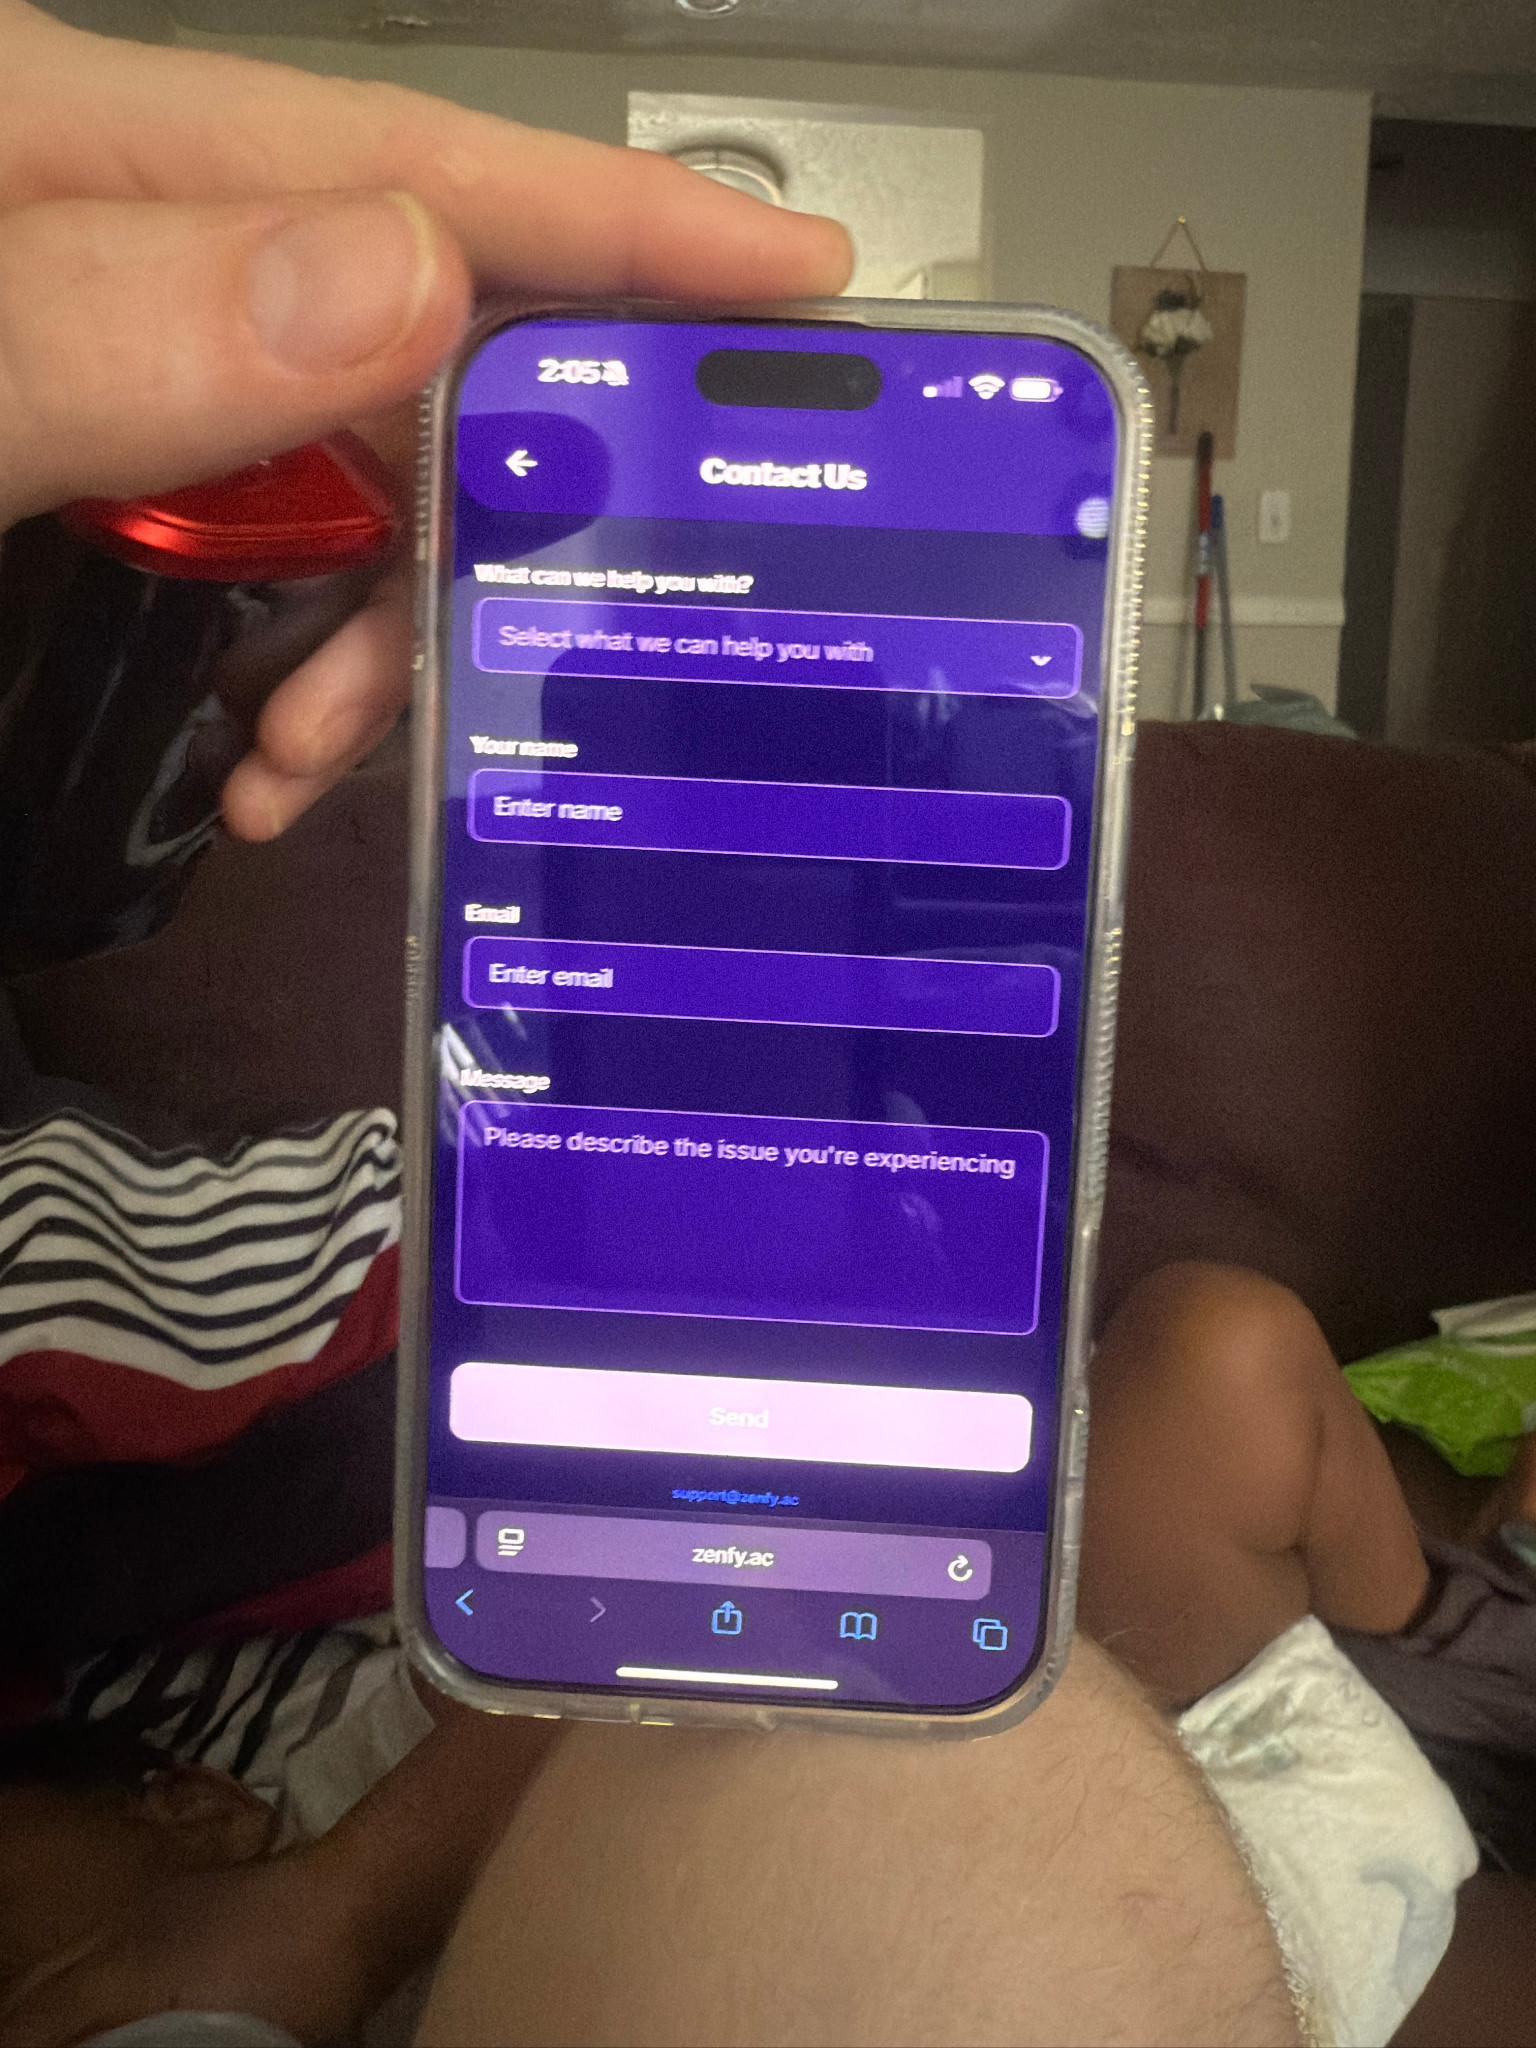 2:05
Contact Us
What can we help you with?
Select what we can help you with
Your name
Enter name
Email
Enter email
Message
Please describe the issue you're experiencing
Send
support@zenfy.ac
zenfy.ac